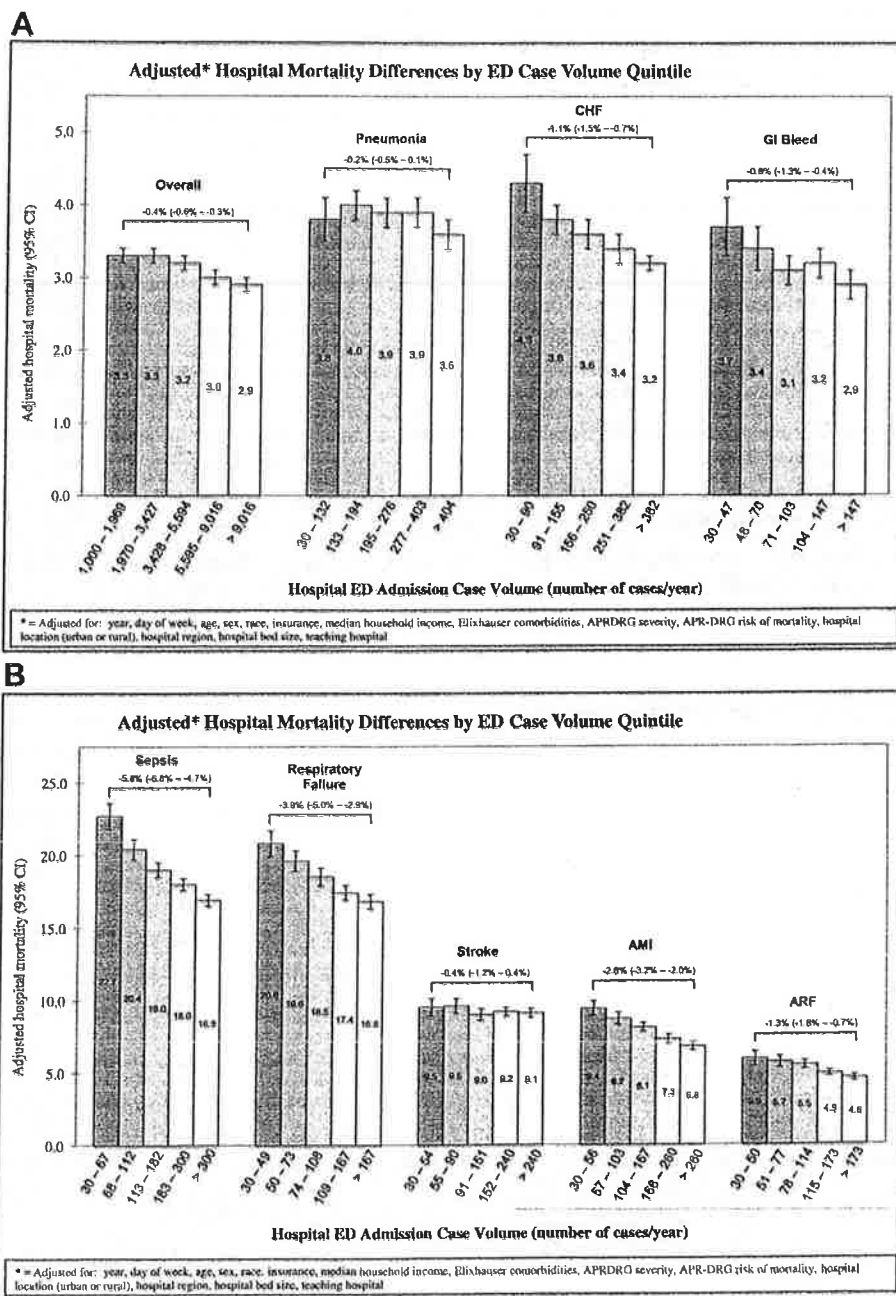 A
Adjusted* Hospital Mortality Differences by ED Case Volume Quintile
CHF
-1.1% (-1.5% – -0.7%)
Pneumonia
-0.2% (-0.5% – 0.1%)
GI Bleed
-0.8% (-1.3% – -0.4%)
Overall
-0.4% (-0.6% – -0.3%)
Adjusted hospital mortality (95% CI)
5.0
4.0
3.0
2.0
1.0
0.0
3.3 3.3 3.2 3.0 2.9
3.8 4.0 3.9 3.9 3.6
4.3 3.8 3.6 3.4 3.2
3.7 3.4 3.1 3.2 2.9
1,000 – 1,969 1,970 – 3,427 3,428 – 5,594 5,595 – 9,016 > 9,016
30 – 132 133 – 194 195 – 276 277 – 403 > 404
30 – 90 91 – 155 156 – 250 251 – 382 > 382
30 – 47 48 – 70 71 – 103 104 – 147 > 147
Hospital ED Admission Case Volume (number of cases/year)
* = Adjusted for: year, day of week, age, sex, race, insurance, median household income, Elixhauser comorbidities, APRDRG severity, APR-DRG risk of mortality, hospital
location (urban or rural), hospital region, hospital bed size, teaching hospital
B
Adjusted* Hospital Mortality Differences by ED Case Volume Quintile
Sepsis
-5.8% (-6.8% – -4.7%)
Respiratory
Failure
-3.9% (-5.0% – -2.9%)
Stroke
-0.4% (-1.2% – 0.4%)
AMI
-2.6% (-3.2% – -2.0%)
ARF
-1.3% (-1.8% – -0.7%)
Adjusted hospital mortality (95% CI)
25.0
20.0
15.0
10.0
5.0
0.0
22.7 20.4 19.0 18.0 16.9
20.8 19.6 18.5 17.4 16.8
9.5 9.6 9.0 9.2 9.1
9.4 8.7 8.1 7.3 6.8
5.9 5.7 5.5 4.9 4.6
30 – 67 68 – 112 113 – 182 183 – 300 > 300
30 – 49 50 – 73 74 – 108 109 – 167 > 167
30 – 54 55 – 90 91 – 151 152 – 240 > 240
30 – 56 57 – 103 104 – 167 168 – 260 > 260
30 – 50 51 – 77 78 – 114 115 – 173 > 173
Hospital ED Admission Case Volume (number of cases/year)
* = Adjusted for: year, day of week, age, sex, race, insurance, median household income, Elixhauser comorbidities, APRDRG severity, APR-DRG risk of mortality, hospital
location (urban or rural), hospital region, hospital bed size, teaching hospital